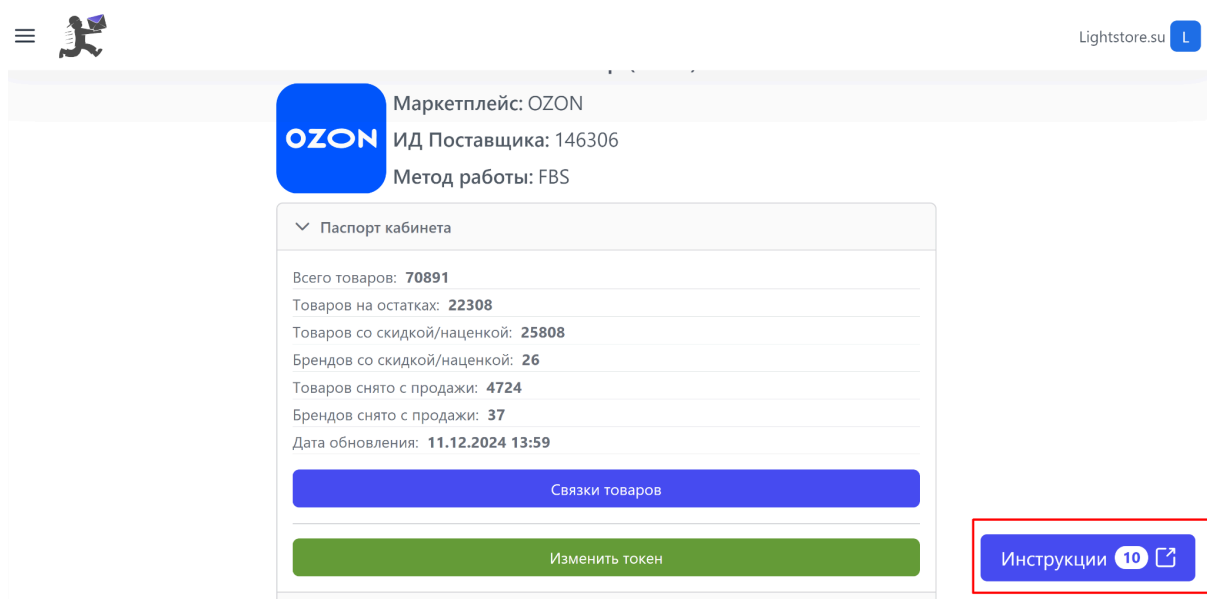 Lightstore.su L
OZON
Маркетплейс: OZON
ИД Поставщика: 146306
Метод работы: FBS
Паспорт кабинета
Всего товаров: 70891
Товаров на остатках: 22308
Товаров со скидкой/наценкой: 25808
Брендов со скидкой/наценкой: 26
Товаров снято с продажи: 4724
Брендов снято с продажи: 37
Дата обновления: 11.12.2024 13:59
Связки товаров
Изменить токен
Инструкции 10